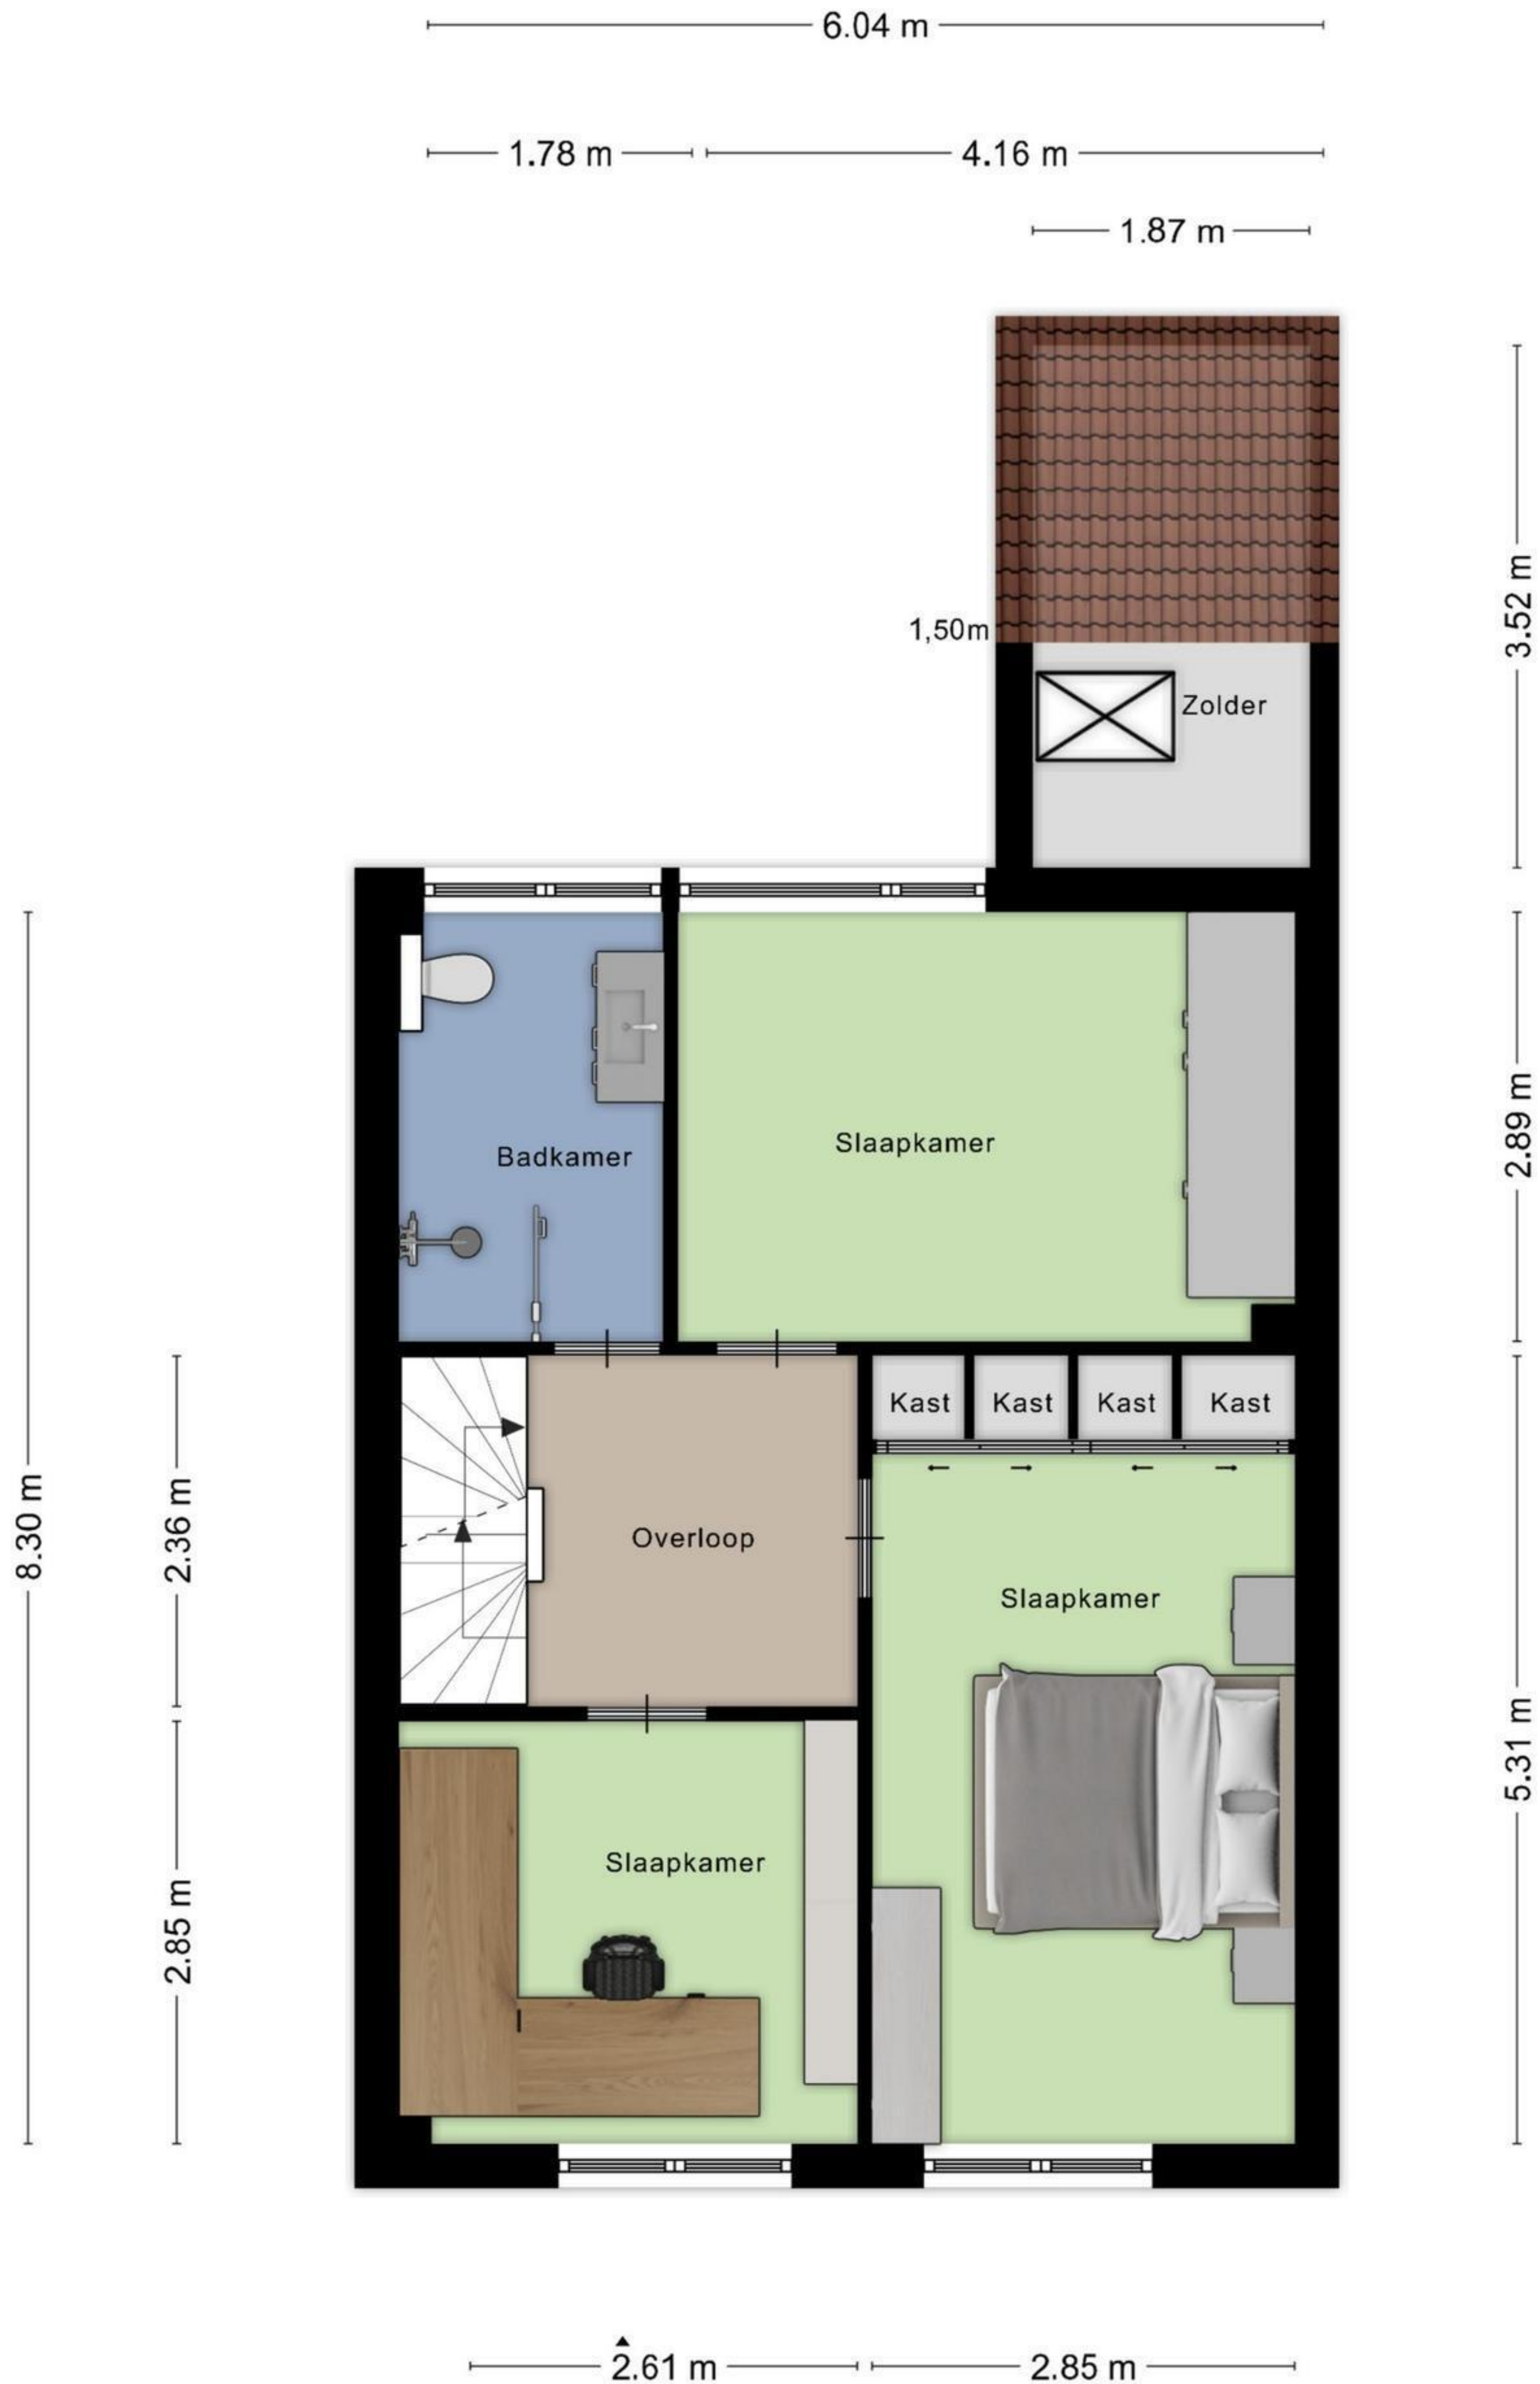 6.04 m
1.78 m
4.16 m
1.87 m
3.52 m
1,50m
Zolder
2.89 m
Slaapkamer
Badkamer
Kast
Kast
Kast
Kast
8.30 m
2.36 m
Overloop
Slaapkamer
5.31 m
Slaapkamer
2.85 m
2.61 m
2.85 m